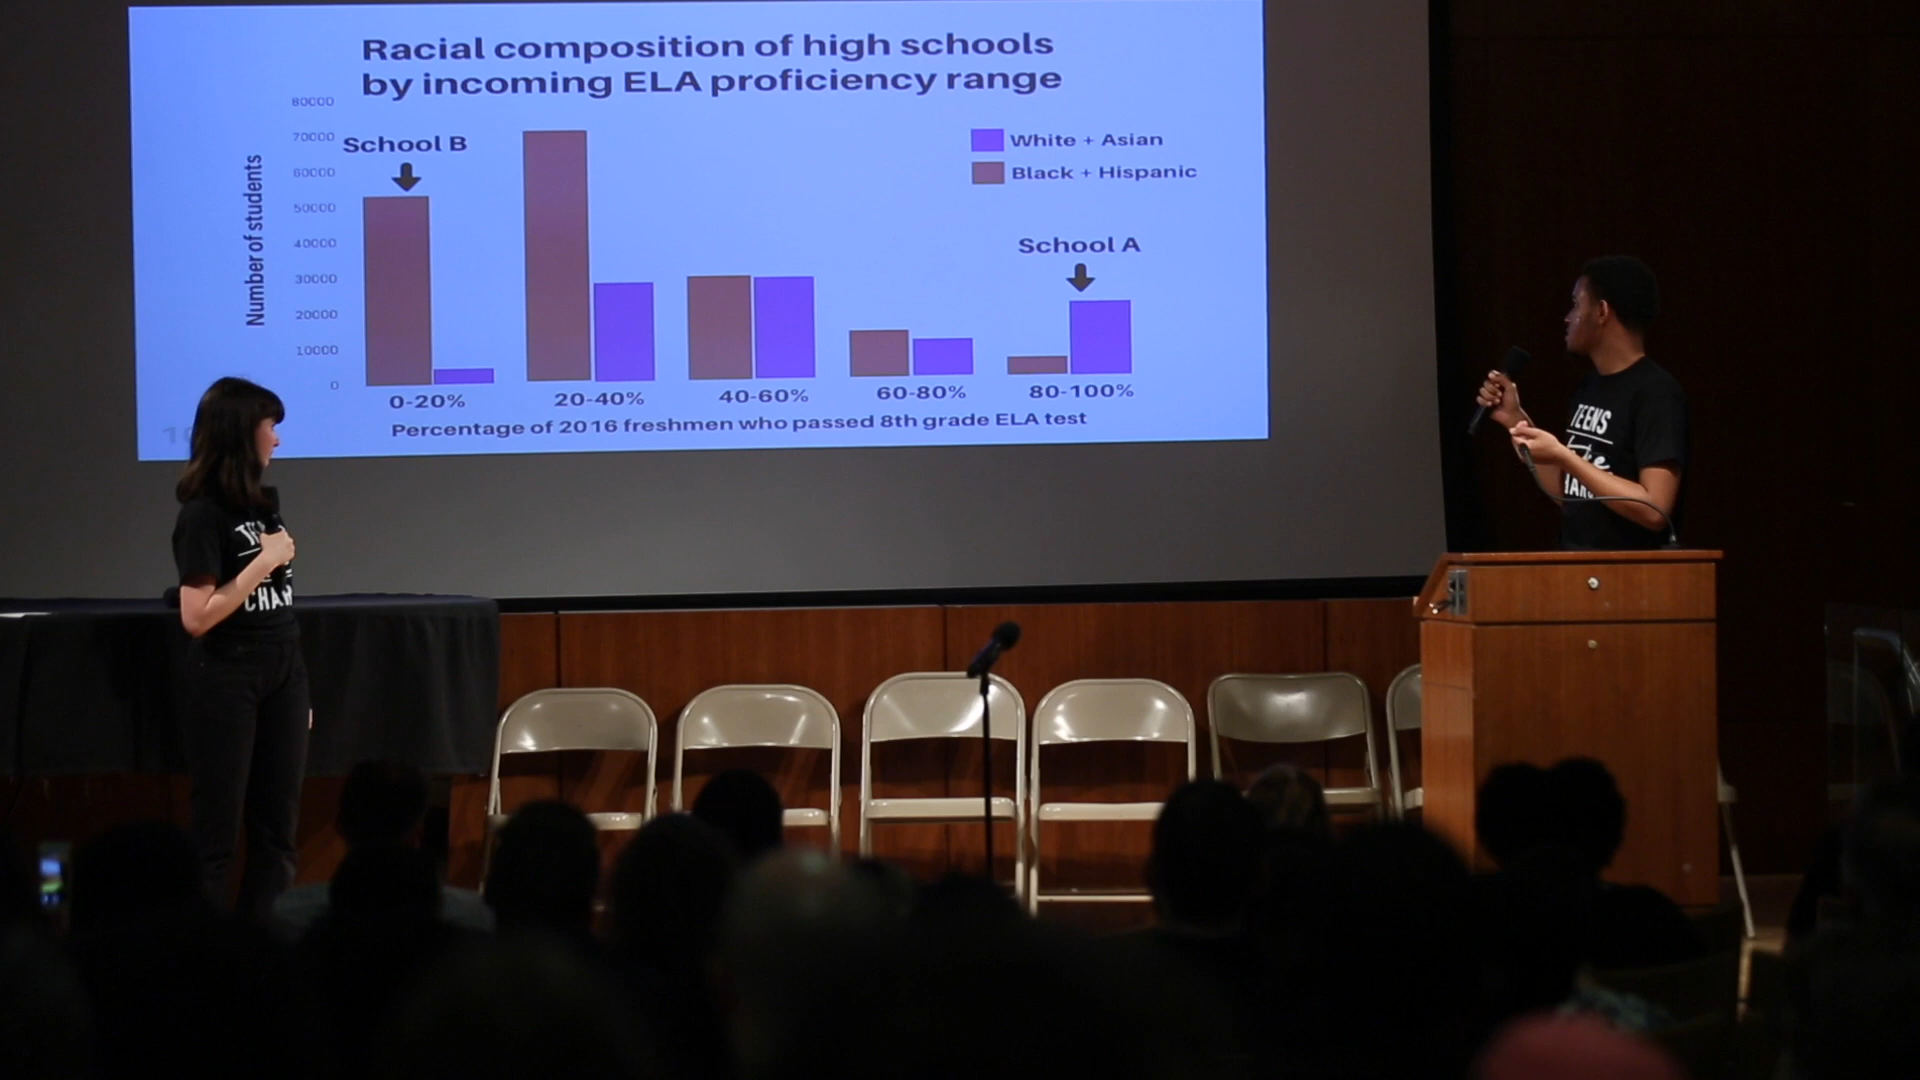 Racial composition of high schools
by incoming ELA proficiency range
80000
70000
60000
50000
40000
30000
20000
10000
0
Number of students
School B
White + Asian
Black + Hispanic
School A
0-20%
20-40%
40-60%
60-80%
80-100%
Percentage of 2016 freshmen who passed 8th grade ELA test
TEENS